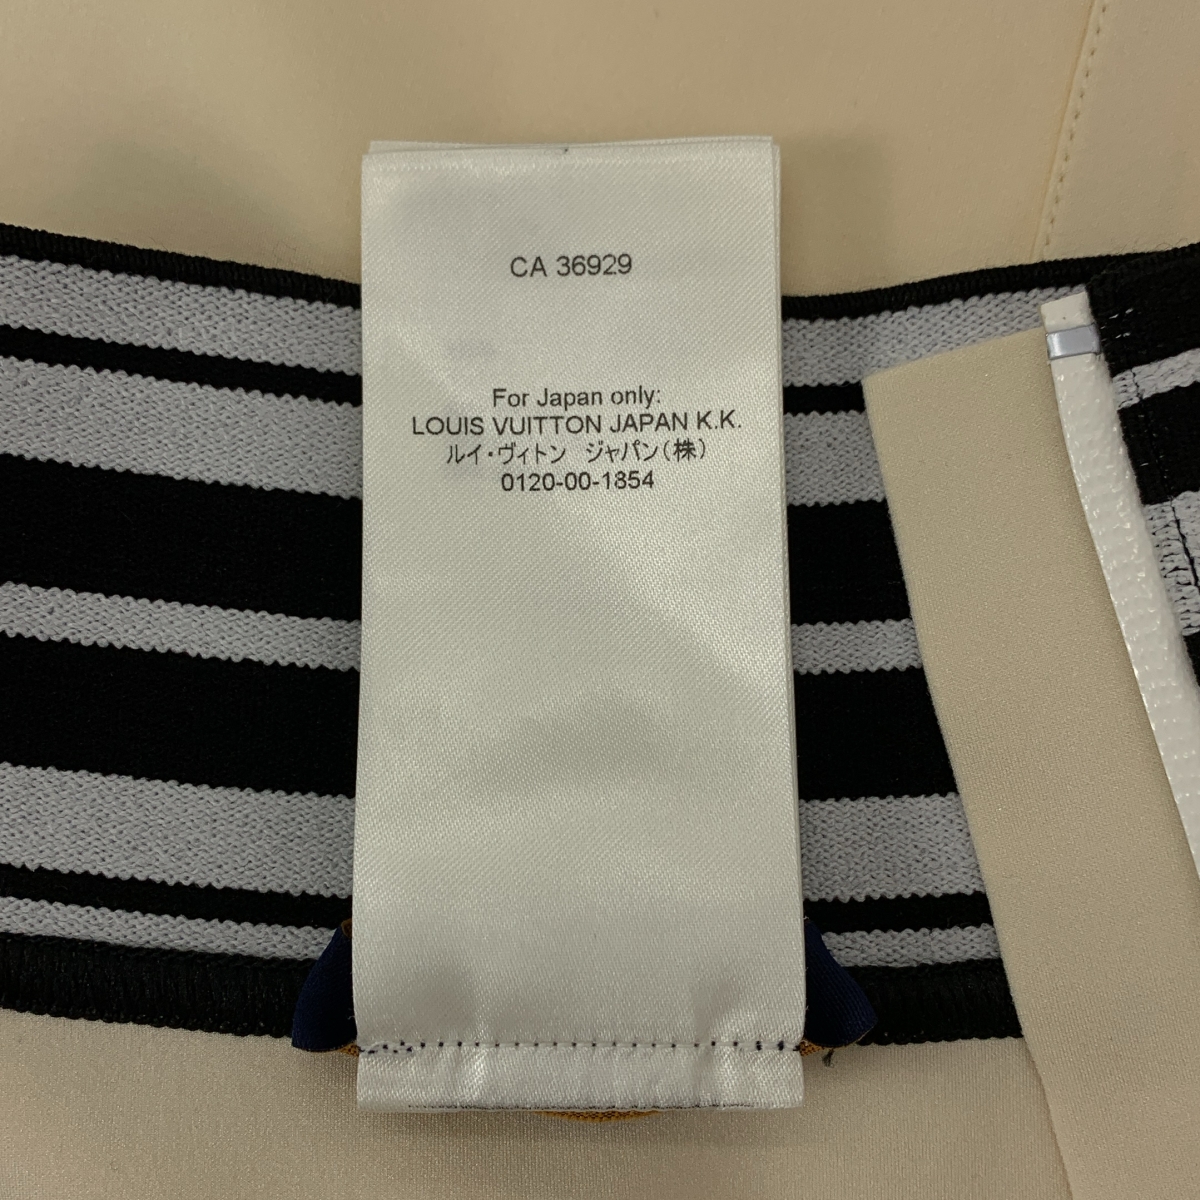 CA 36929
For Japan only:
LOUIS VUITTON JAPAN K.K.
ルイ・ヴィトン ジャパン(株)
0120-00-1854